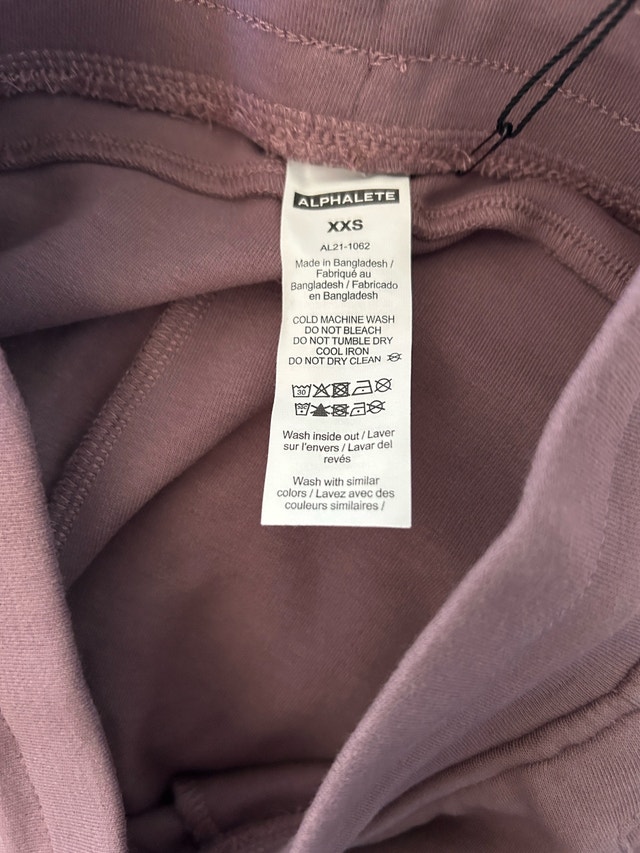 ALPHALETE
XXS
AL21-1062
Made in Bangladesh /
Fabriqué au
Bangladesh / Fabricado
en Bangladesh
COLD MACHINE WASH
DO NOT BLEACH
DO NOT TUMBLE DRY
COOL IRON
DO NOT DRY CLEAN
30
Wash inside out / Laver
sur l'envers / Lavar del
revés
Wash with similar
colors / Lavez avec des
couleurs similaires /